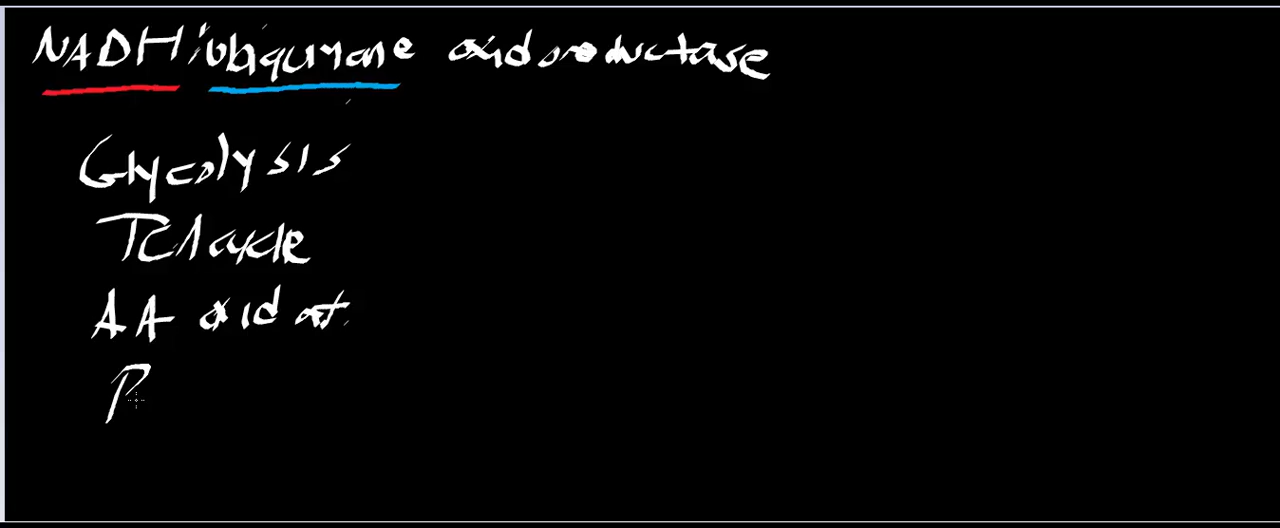 NADH:ubiquinone oxidoreductase
Glycolysis
TCA cycle
AA oxidat
P